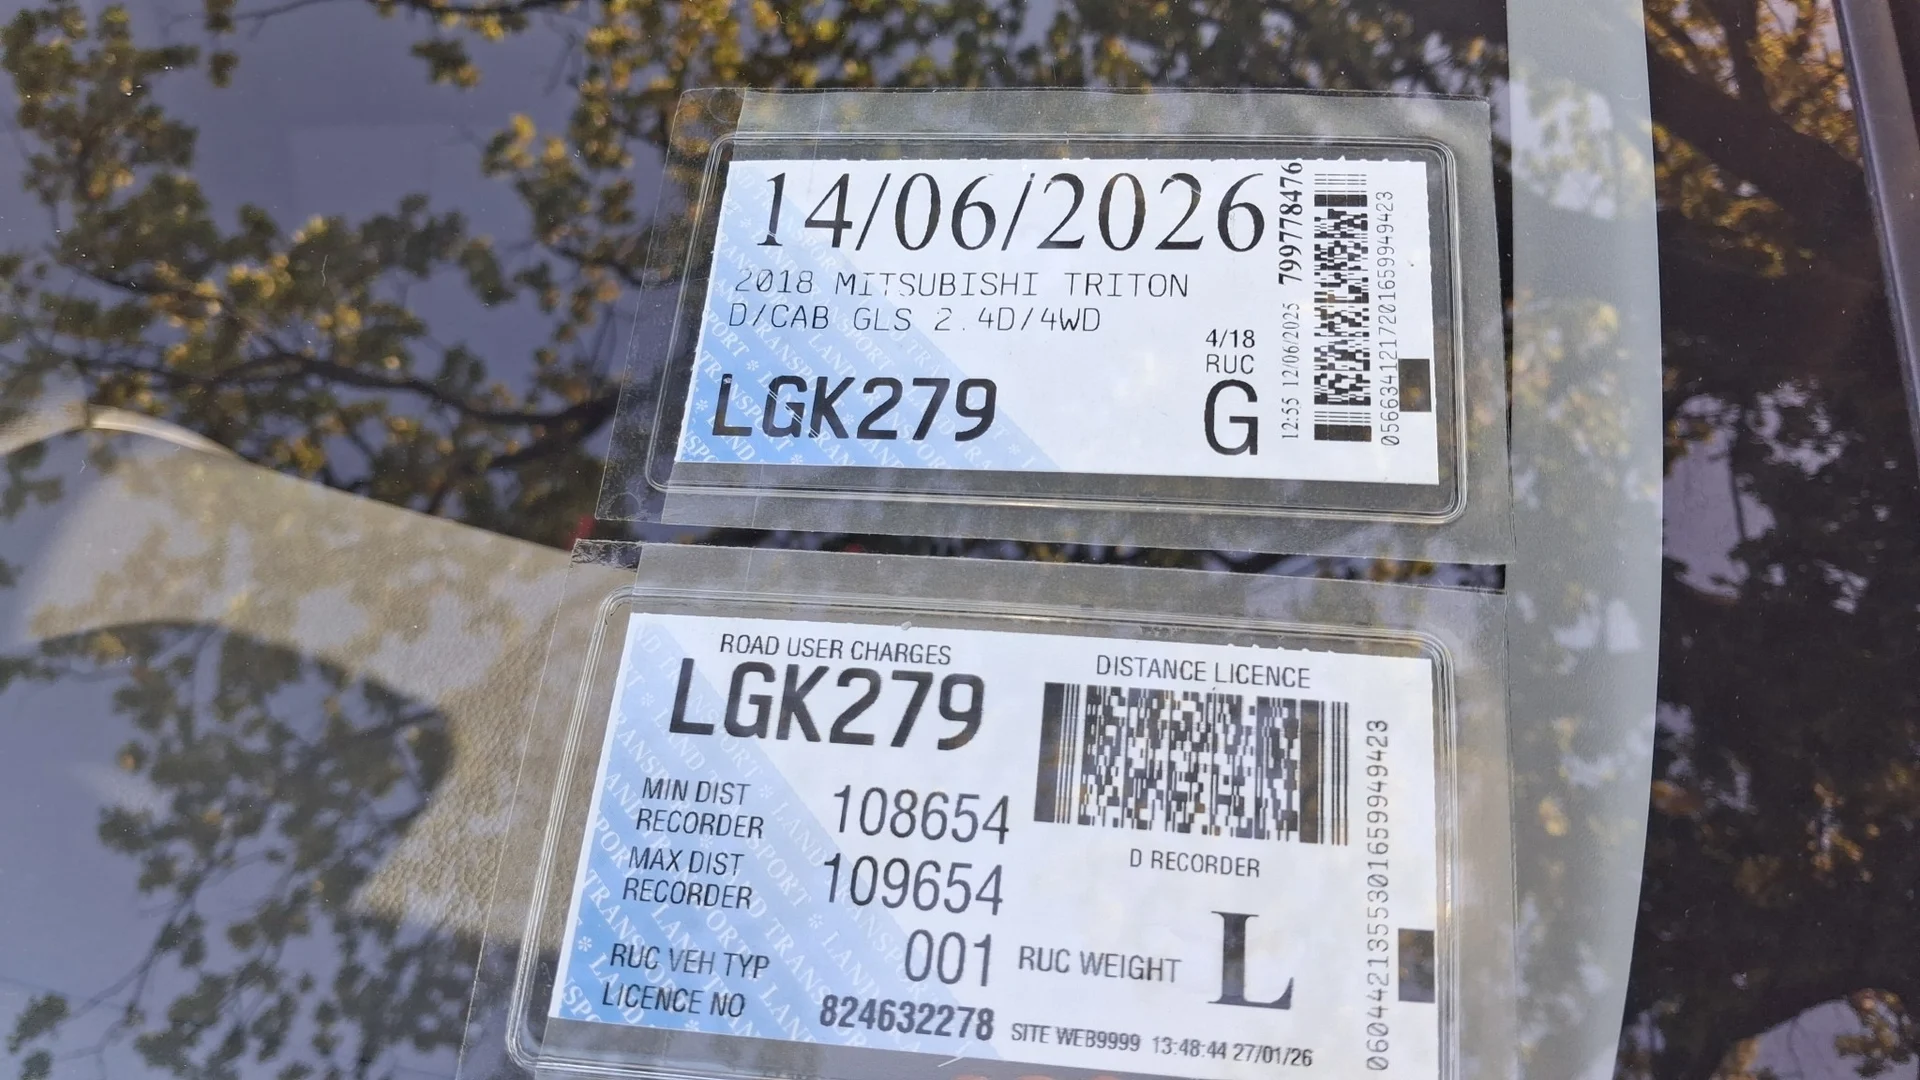 14/06/2026
2018 MITSUBISHI TRITON
D/CAB GLS 2.4D/4WD
4/18
RUC
LGK279
G
12:55 12/06/2025 799778476
05663412172016599949423
ROAD USER CHARGES
LGK279
DISTANCE LICENCE
MIN DIST
RECORDER
108654
MAX DIST
RECORDER
109654
D RECORDER
RUC VEH TYP
001
RUC WEIGHT
L
LICENCE NO
824632278
SITE WEB9999 13:48:44 27/01/26
06044213553016599949423